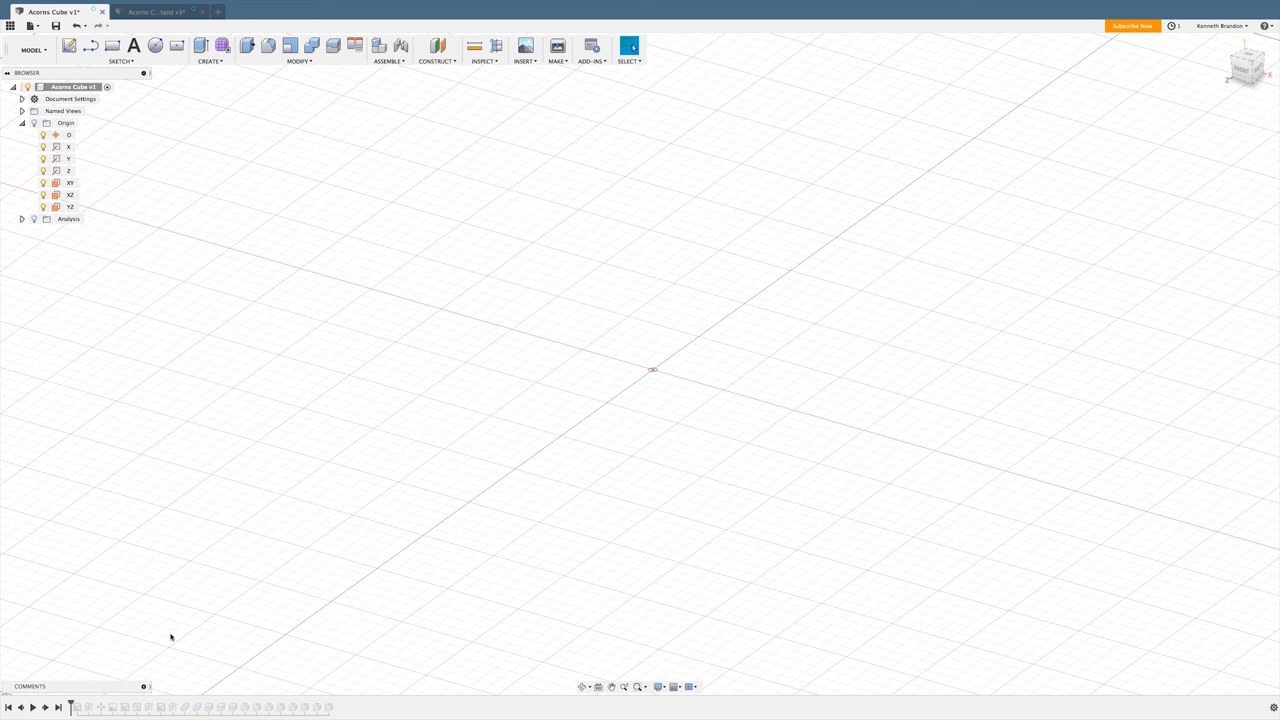 Acorns Cube v1*
Acorns C...tand v3*
Subscribe Now
1
Kenneth Brandon
MODEL
SKETCH
CREATE
MODIFY
ASSEMBLE
CONSTRUCT
INSPECT
INSERT
MAKE
ADD-INS
SELECT
FRONT
X
Z
BROWSER
Acorns Cube v1
Document Settings
Named Views
Origin
O
X
Y
Z
XY
XZ
YZ
Analysis
COMMENTS